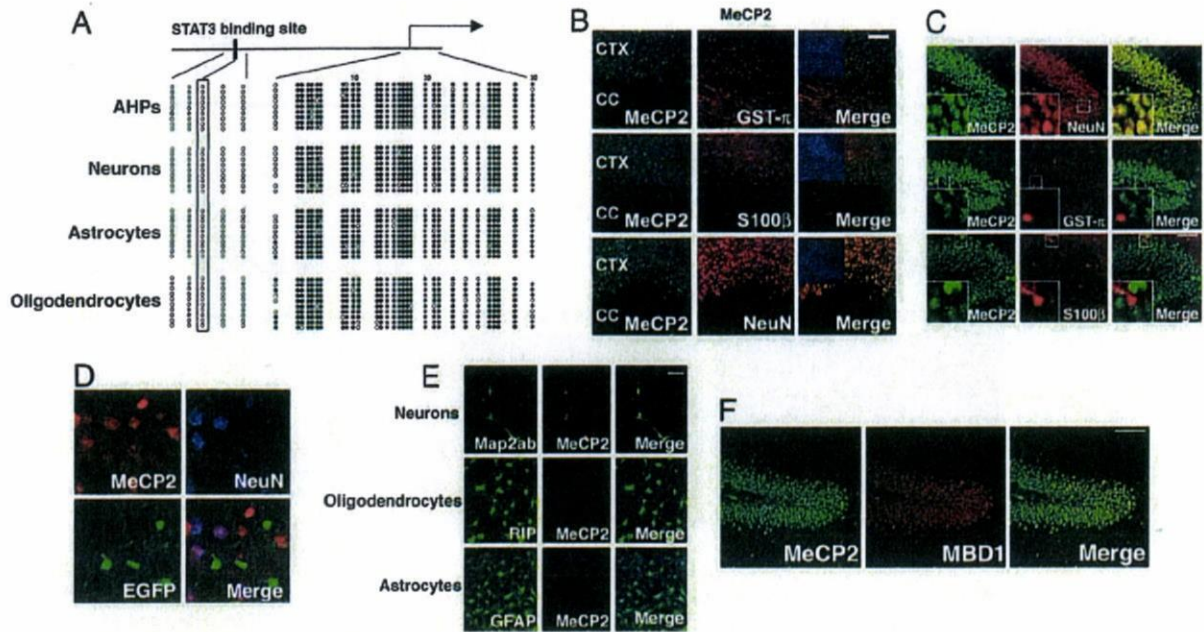 A
STAT3 binding site
10
20
30
AHPs
Neurons
Astrocytes
Oligodendrocytes
B
MeCP2
CTX
CC
MeCP2
GST-π
Merge
CTX
CC
MeCP2
S100β
Merge
CTX
CC
MeCP2
NeuN
Merge
C
MeCP2
NeuN
Merge
MeCP2
GST-π
Merge
MeCP2
S100β
Merge
D
MeCP2
NeuN
EGFP
Merge
E
Neurons
Map2ab
MeCP2
Merge
Oligodendrocytes
RIP
MeCP2
Merge
Astrocytes
GFAP
MeCP2
Merge
F
MeCP2
MBD1
Merge